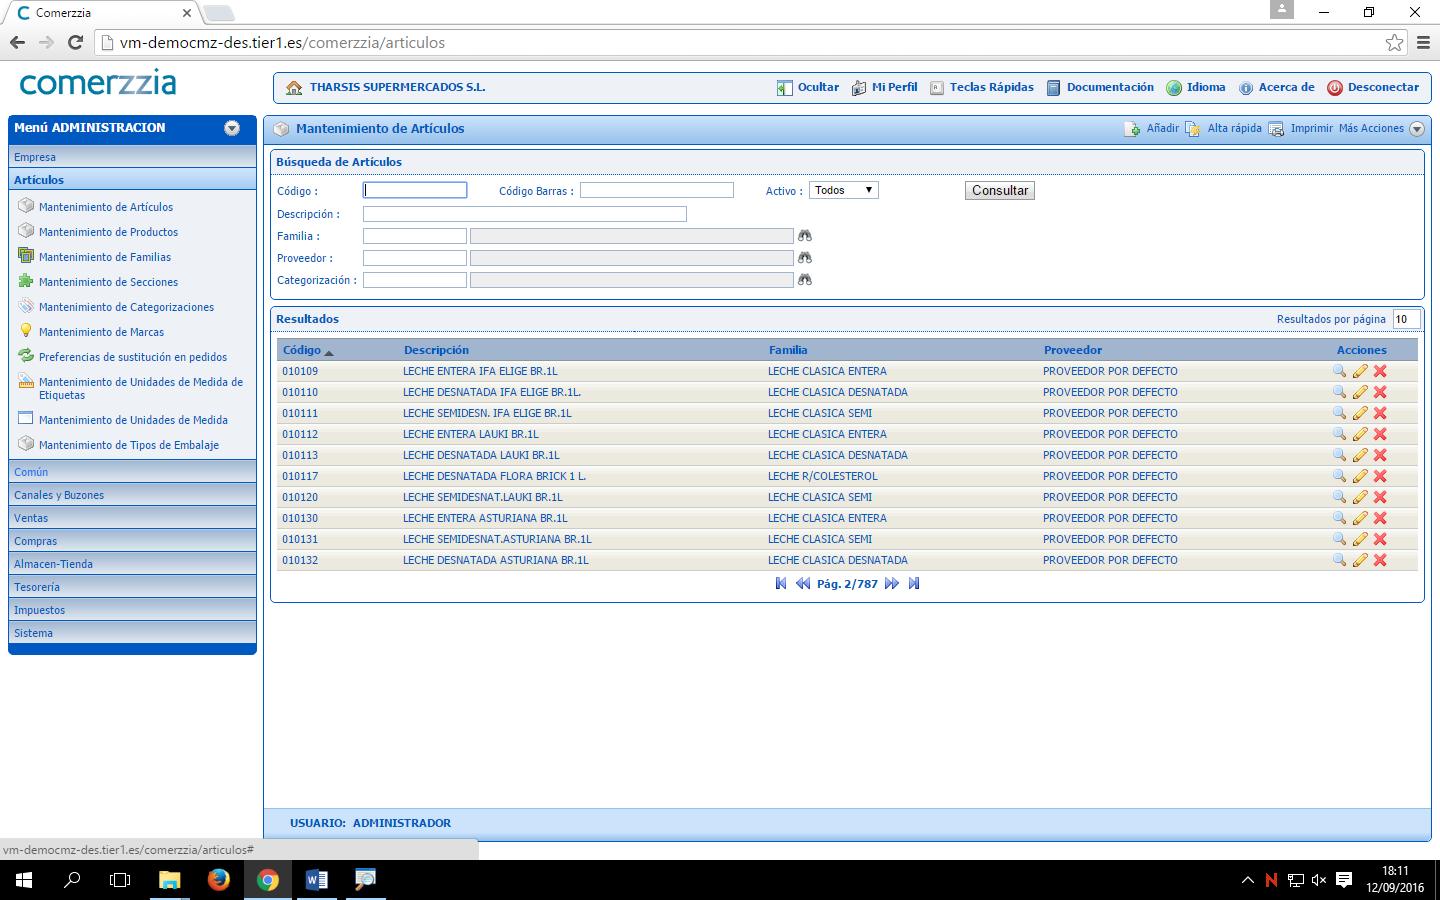 Comerzzia
vm-democmz-des.tier1.es/comerzzia/articulos
comerzzia
THARSIS SUPERMERCADOS S.L.
Ocultar Mi Perfil Teclas Rápidas Documentación Idioma Acerca de Desconectar
Menú ADMINISTRACION
Empresa
Artículos
Mantenimiento de Artículos
Mantenimiento de Productos
Mantenimiento de Familias
Mantenimiento de Secciones
Mantenimiento de Categorizaciones
Mantenimiento de Marcas
Preferencias de sustitución en pedidos
Mantenimiento de Unidades de Medida de
Etiquetas
Mantenimiento de Unidades de Medida
Mantenimiento de Tipos de Embalaje
Común
Canales y Buzones
Ventas
Compras
Almacen-Tienda
Tesorería
Impuestos
Sistema
Mantenimiento de Artículos
Añadir Alta rápida Imprimir Más Acciones
Búsqueda de Artículos
Código : Código Barras : Activo : Todos Consultar
Descripción :
Familia :
Proveedor :
Categorización :
Resultados Resultados por página 10
Código Descripción Familia Proveedor Acciones
010109 LECHE ENTERA IFA ELIGE BR.1L LECHE CLASICA ENTERA PROVEEDOR POR DEFECTO
010110 LECHE DESNATADA IFA ELIGE BR.1L. LECHE CLASICA DESNATADA PROVEEDOR POR DEFECTO
010111 LECHE SEMIDESN. IFA ELIGE BR.1L LECHE CLASICA SEMI PROVEEDOR POR DEFECTO
010112 LECHE ENTERA LAUKI BR.1L LECHE CLASICA ENTERA PROVEEDOR POR DEFECTO
010113 LECHE DESNATADA LAUKI BR.1L LECHE CLASICA DESNATADA PROVEEDOR POR DEFECTO
010117 LECHE DESNATADA FLORA BRICK 1 L. LECHE R/COLESTEROL PROVEEDOR POR DEFECTO
010120 LECHE SEMIDESNAT.LAUKI BR.1L LECHE CLASICA SEMI PROVEEDOR POR DEFECTO
010130 LECHE ENTERA ASTURIANA BR.1L LECHE CLASICA ENTERA PROVEEDOR POR DEFECTO
010131 LECHE SEMIDESNAT.ASTURIANA BR.1L LECHE CLASICA SEMI PROVEEDOR POR DEFECTO
010132 LECHE DESNATADA ASTURIANA BR.1L LECHE CLASICA DESNATADA PROVEEDOR POR DEFECTO
Pág. 2/787
USUARIO: ADMINISTRADOR
vm-democmz-des.tier1.es/comerzzia/articulos#
18:11
12/09/2016